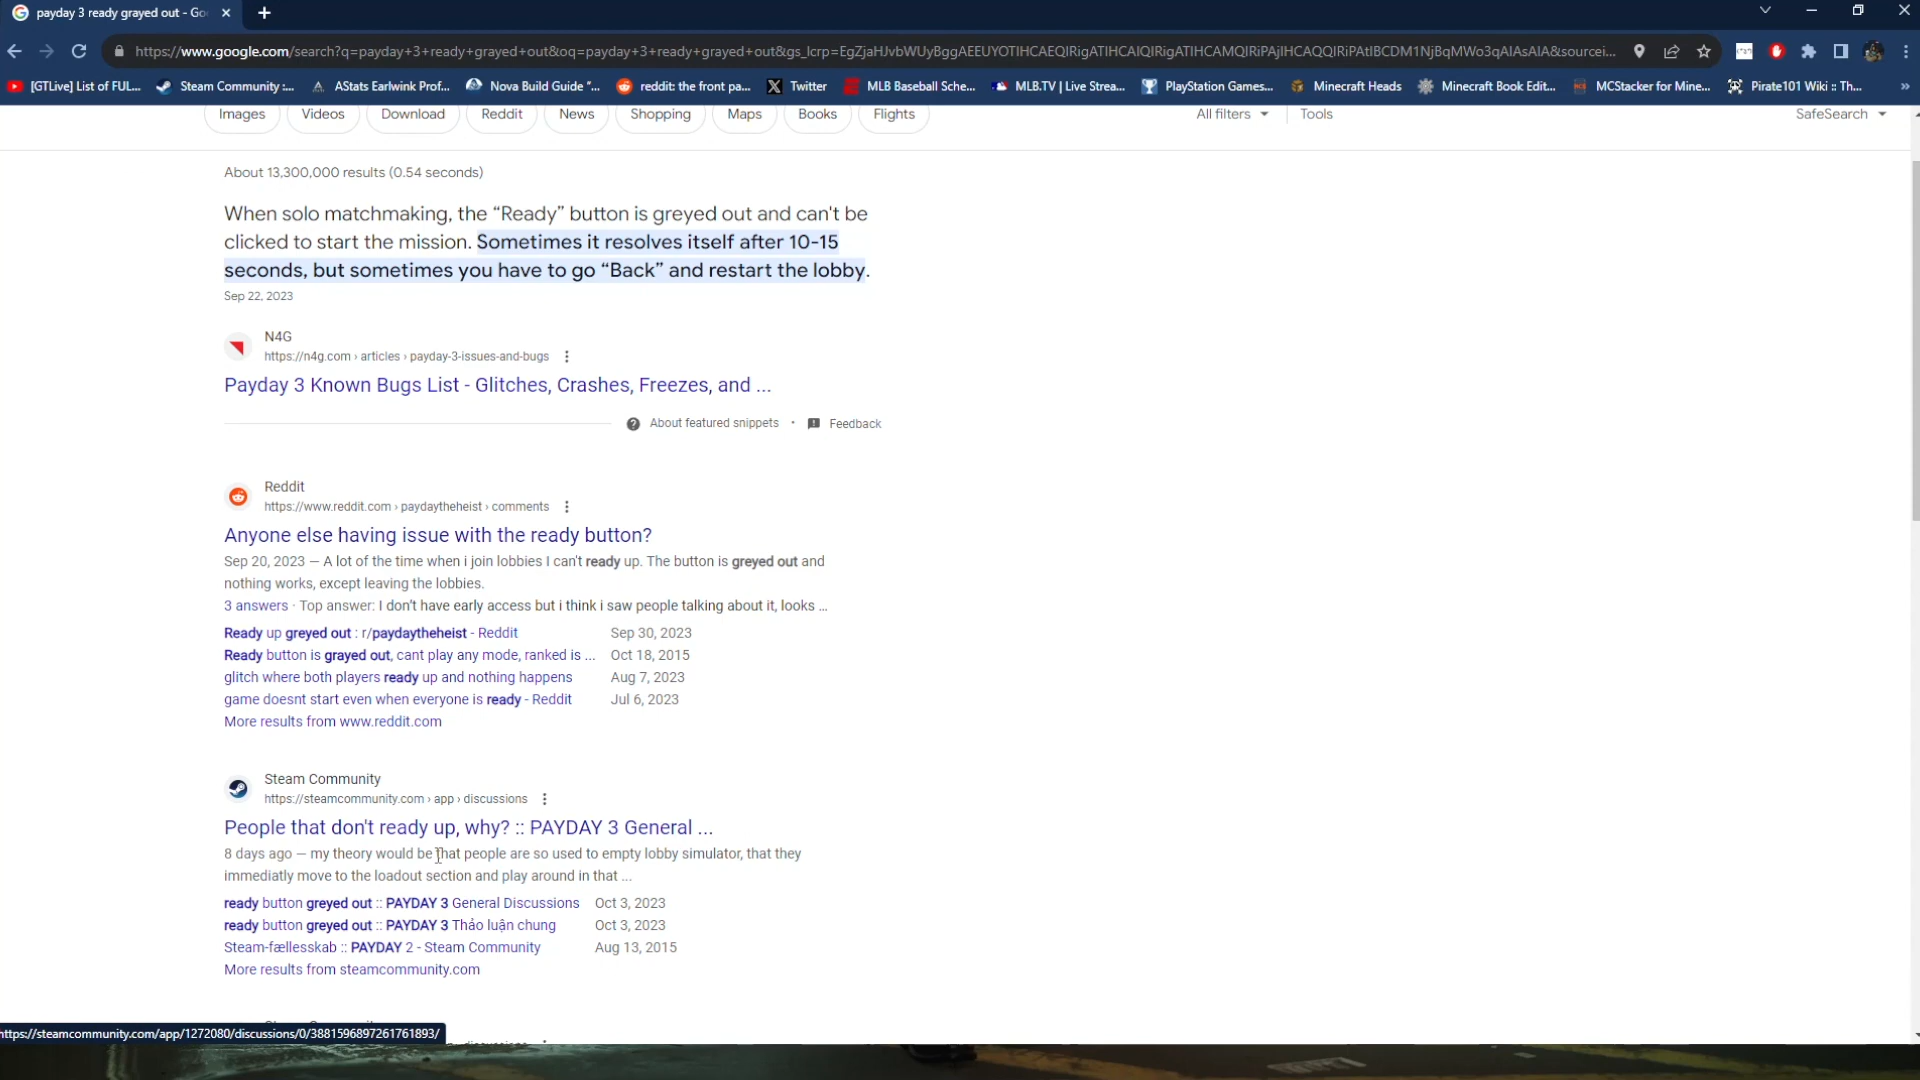 payday 3 ready grayed out - Go
https://www.google.com/search?q=payday+3+ready+grayed+out&oq=payday+3+ready+grayed+out&gs_lcrp=
[GTLive] List of FUL... Steam Community :... AStats Earlwink Prof... Nova Build Guide "... reddit: the front pa... Twitter MLB Baseball Sche... MLB.TV | Live Strea... PlayStation Games... Minecraft Heads Minecraft Book Edit... MCStacker for Mine... Pirate101 Wiki :: Th... »
Images Videos Download Reddit News Shopping Maps Books Flights All filters Tools SafeSearch
About 13,300,000 results (0.54 seconds)
When solo matchmaking, the “Ready” button is greyed out and can't be
clicked to start the mission. Sometimes it resolves itself after 10-15
seconds, but sometimes you have to go “Back” and restart the lobby.
Sep 22, 2023
N4G
https://n4g.com › articles › payday-3-issues-and-bugs
Payday 3 Known Bugs List - Glitches, Crashes, Freezes, and ...
About featured snippets • Feedback
Reddit
https://www.reddit.com › paydaytheheist › comments
Anyone else having issue with the ready button?
Sep 20, 2023 — A lot of the time when i join lobbies I can't ready up. The button is greyed out and
nothing works, except leaving the lobbies.
3 answers · Top answer: I don't have early access but i think i saw people talking about it, looks ...
Ready up greyed out : r/paydaytheheist - Reddit Sep 30, 2023
Ready button is grayed out, cant play any mode, ranked is ... Oct 18, 2015
glitch where both players ready up and nothing happens Aug 7, 2023
game doesnt start even when everyone is ready - Reddit Jul 6, 2023
More results from www.reddit.com
Steam Community
https://steamcommunity.com › app › discussions
People that don't ready up, why? :: PAYDAY 3 General ...
8 days ago — my theory would be that people are so used to empty lobby simulator, that they
immediatly move to the loadout section and play around in that ...
ready button greyed out :: PAYDAY 3 General Discussions Oct 3, 2023
ready button greyed out :: PAYDAY 3 Thảo luận chung Oct 3, 2023
Steam-fællesskab :: PAYDAY 2 - Steam Community Aug 13, 2015
More results from steamcommunity.com
https://steamcommunity.com/app/1272080/discussions/0/3881596897261761893/